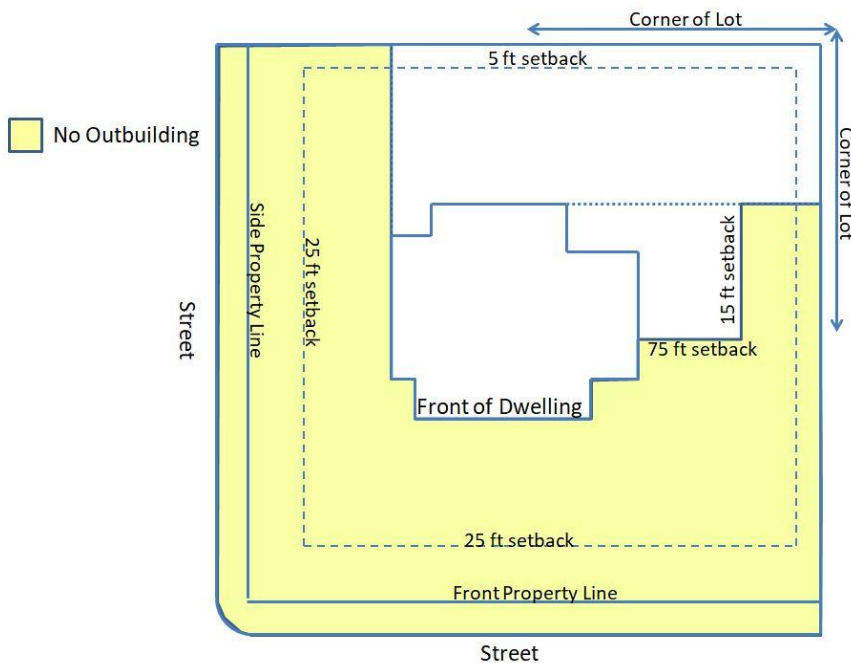 Corner of Lot
5 ft setback
No Outbuilding
Corner of Lot
Side Property Line
25 ft setback
15 ft setback
Street
75 ft setback
Front of Dwelling
25 ft setback
Front Property Line
Street